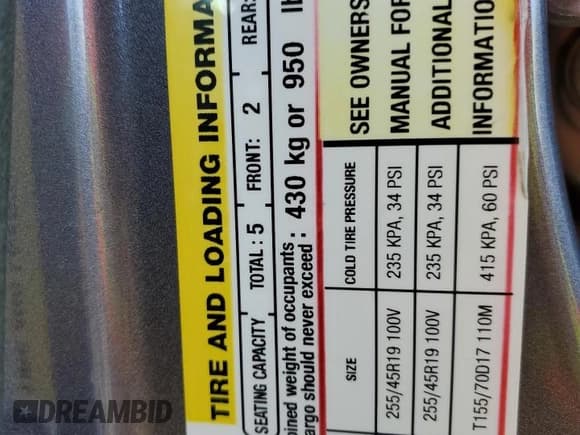 TIRE AND LOADING INFORMA
SEATING CAPACITY TOTAL : 5 FRONT: 2 REAR:
bined weight of occupants : 430 kg or 950 lb
argo should never exceed :
SIZE COLD TIRE PRESSURE SEE OWNERS
255/45R19 100V 235 KPA, 34 PSI MANUAL FOR
255/45R19 100V 235 KPA, 34 PSI ADDITIONAL
T155/70D17 110M 415 KPA, 60 PSI INFORMATIO
DREAMBID